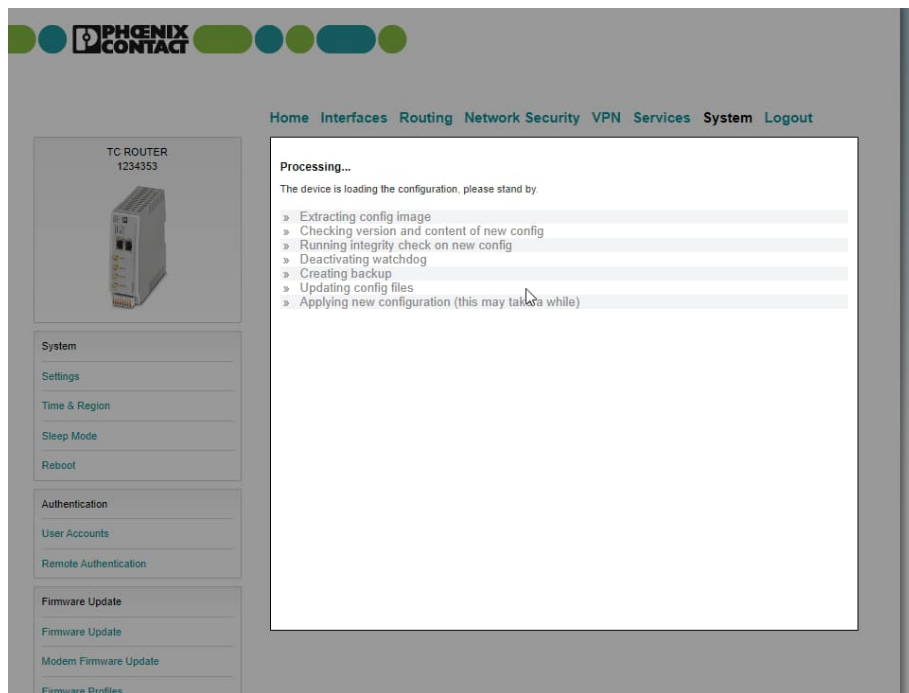 PHŒNIX
CONTACT
Home Interfaces Routing Network Security VPN Services System Logout
TC ROUTER
1234353
System
Settings
Time & Region
Sleep Mode
Reboot
Authentication
User Accounts
Remote Authentication
Firmware Update
Firmware Update
Modem Firmware Update
Firmware Profiles
Processing...
The device is loading the configuration, please stand by.
» Extracting config image
» Checking version and content of new config
» Running integrity check on new config
» Deactivating watchdog
» Creating backup
» Updating config files
» Applying new configuration (this may take a while)